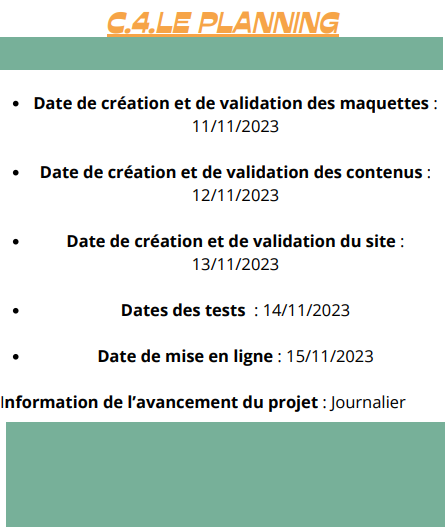 C.4.LE PLANNING
• Date de création et de validation des maquettes :
11/11/2023
• Date de création et de validation des contenus :
12/11/2023
• Date de création et de validation du site :
13/11/2023
• Dates des tests  : 14/11/2023
• Date de mise en ligne : 15/11/2023
Information de l’avancement du projet : Journalier